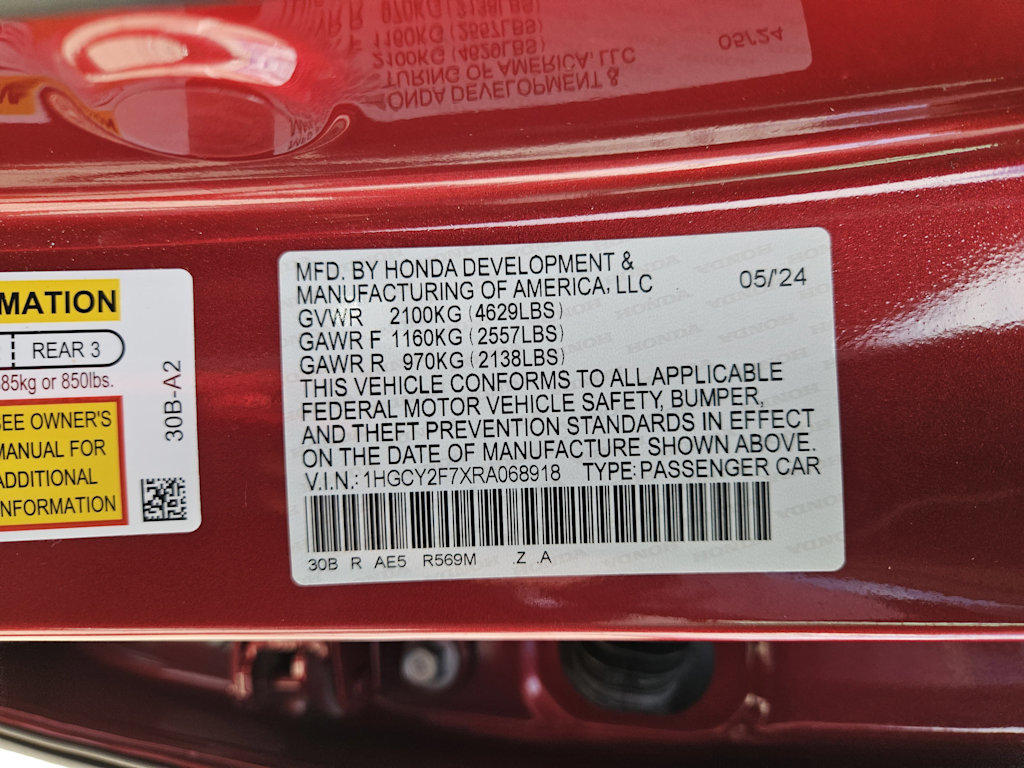 MATION
REAR 3
85kg or 850lbs.
SEE OWNER'S
MANUAL FOR
ADDITIONAL
INFORMATION
30B-A2
MFD. BY HONDA DEVELOPMENT &
MANUFACTURING OF AMERICA, LLC 05/'24
GVWR 2100KG (4629LBS)
GAWR F 1160KG (2557LBS)
GAWR R 970KG (2138LBS)
THIS VEHICLE CONFORMS TO ALL APPLICABLE
FEDERAL MOTOR VEHICLE SAFETY, BUMPER,
AND THEFT PREVENTION STANDARDS IN EFFECT
ON THE DATE OF MANUFACTURE SHOWN ABOVE.
V.I.N.: 1HGCY2F7XRA068918 TYPE: PASSENGER CAR
30B R AE5 R569M .Z .A